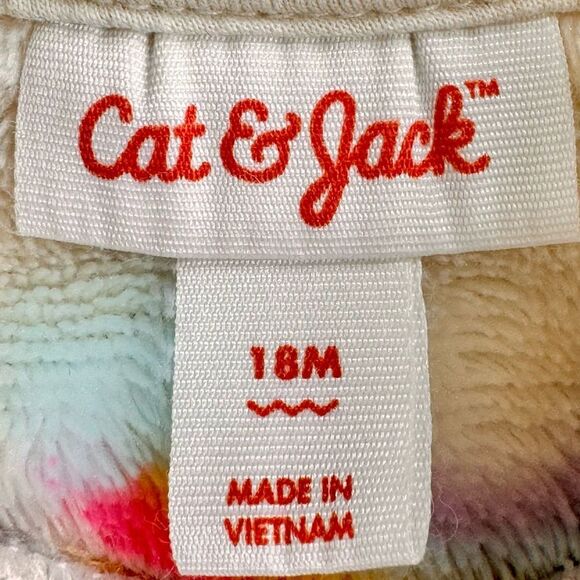 Cat & Jack™
18M
MADE IN
VIETNAM